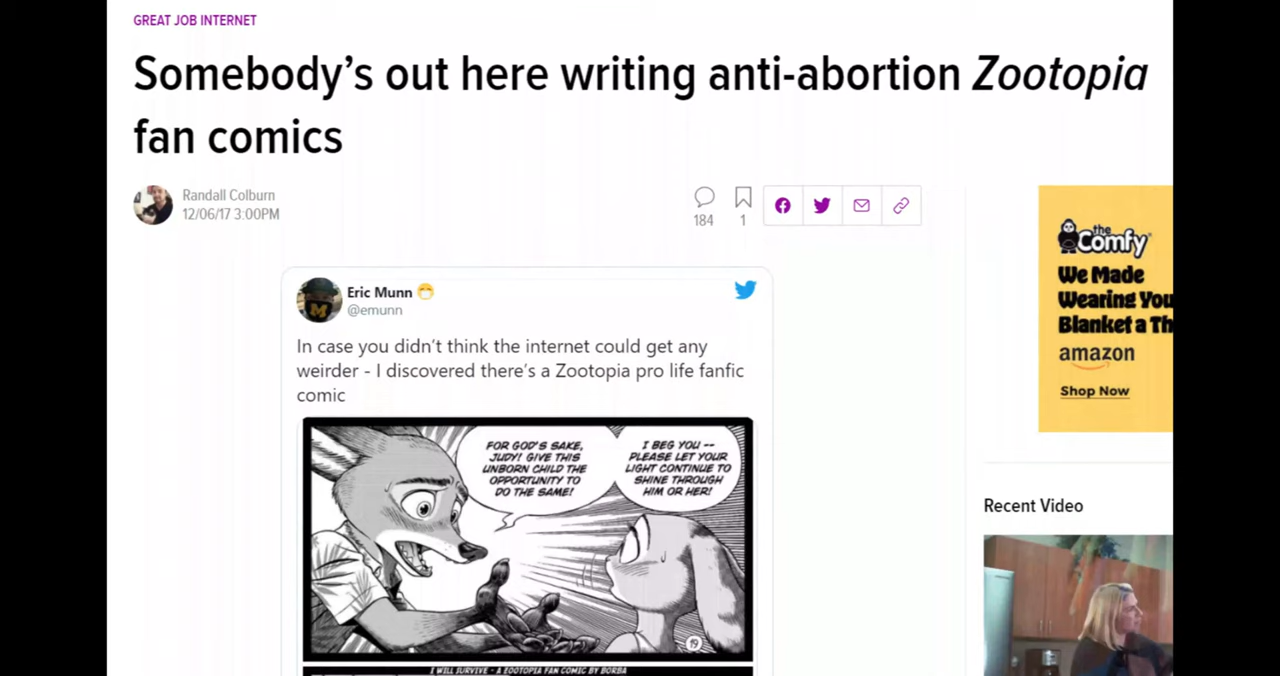 GREAT JOB INTERNET
Somebody's out here writing anti-abortion Zootopia
fan comics
Randall Colburn
12/06/17 3:00PM
184
1
Eric Munn
@emunn
In case you didn't think the internet could get any
weirder - I discovered there's a Zootopia pro life fanfic
comic
FOR GOD'S SAKE,
JUDY! GIVE THIS
UNBORN CHILD THE
OPPORTUNITY TO
DO THE SAME!
I BEG YOU --
PLEASE LET YOUR
LIGHT CONTINUE TO
SHINE THROUGH
HIM OR HER!
19
I WILL SURVIVE - A ZOOTOPIA FAN COMIC BY BORBA
the
Comfy
We Made
Wearing You
Blanket a Th
amazon
Shop Now
Recent Video
M